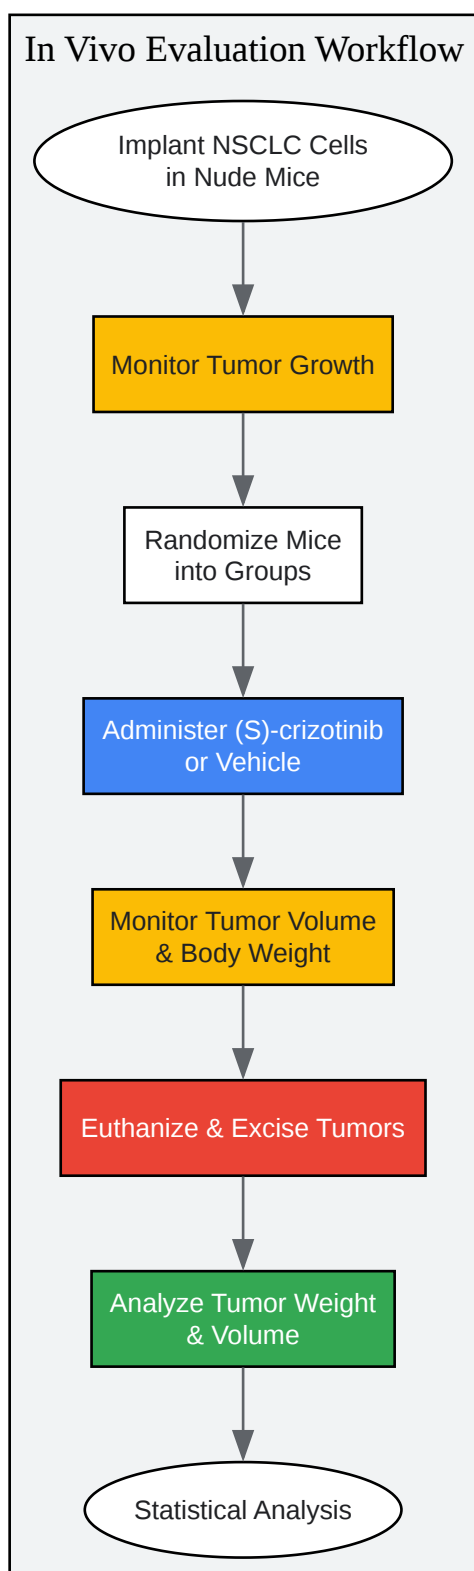 In Vivo Evaluation Workflow
Implant NSCLC Cells
in Nude Mice
Monitor Tumor Growth
Randomize Mice
into Groups
Administer (S)-crizotinib
or Vehicle
Monitor Tumor Volume
& Body Weight
Euthanize & Excise Tumors
Analyze Tumor Weight
& Volume
Statistical Analysis